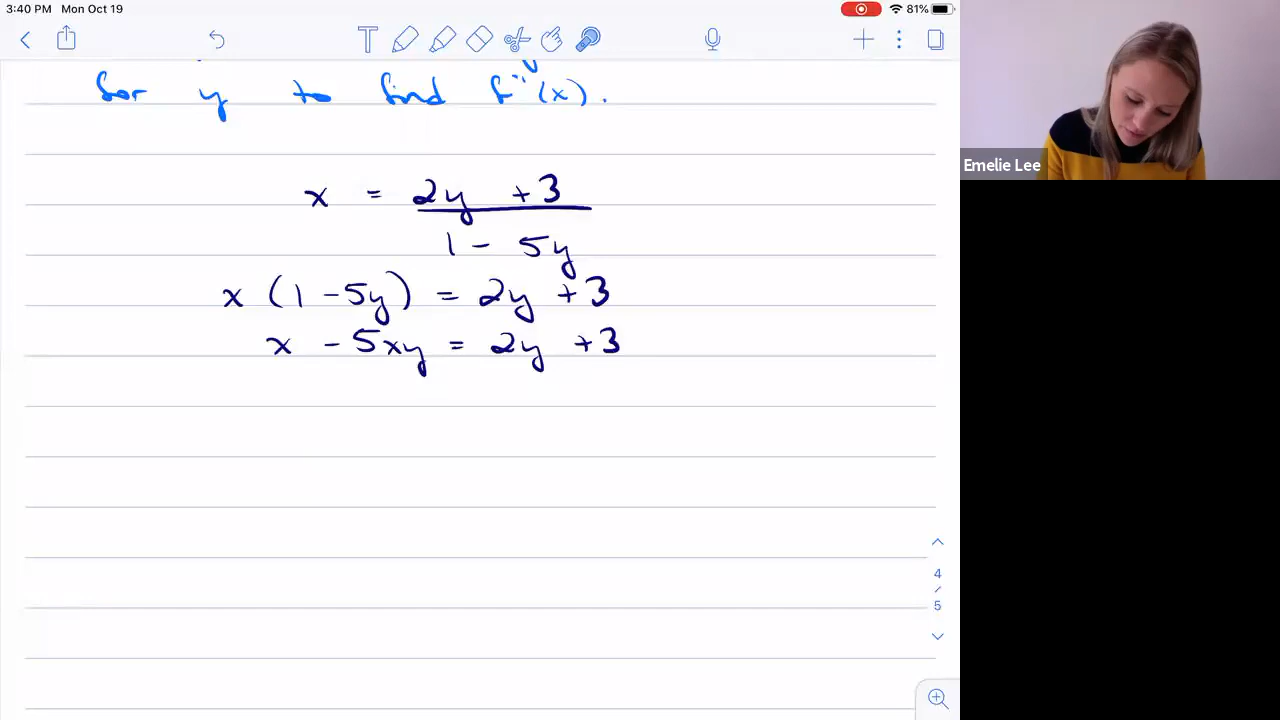 3:40 PM Mon Oct 19
81%
for y to find f⁻¹(x).
x = 2y + 3
1 - 5y
x (1 - 5y) = 2y + 3
x - 5xy = 2y + 3
4
/
5
Emelie Lee